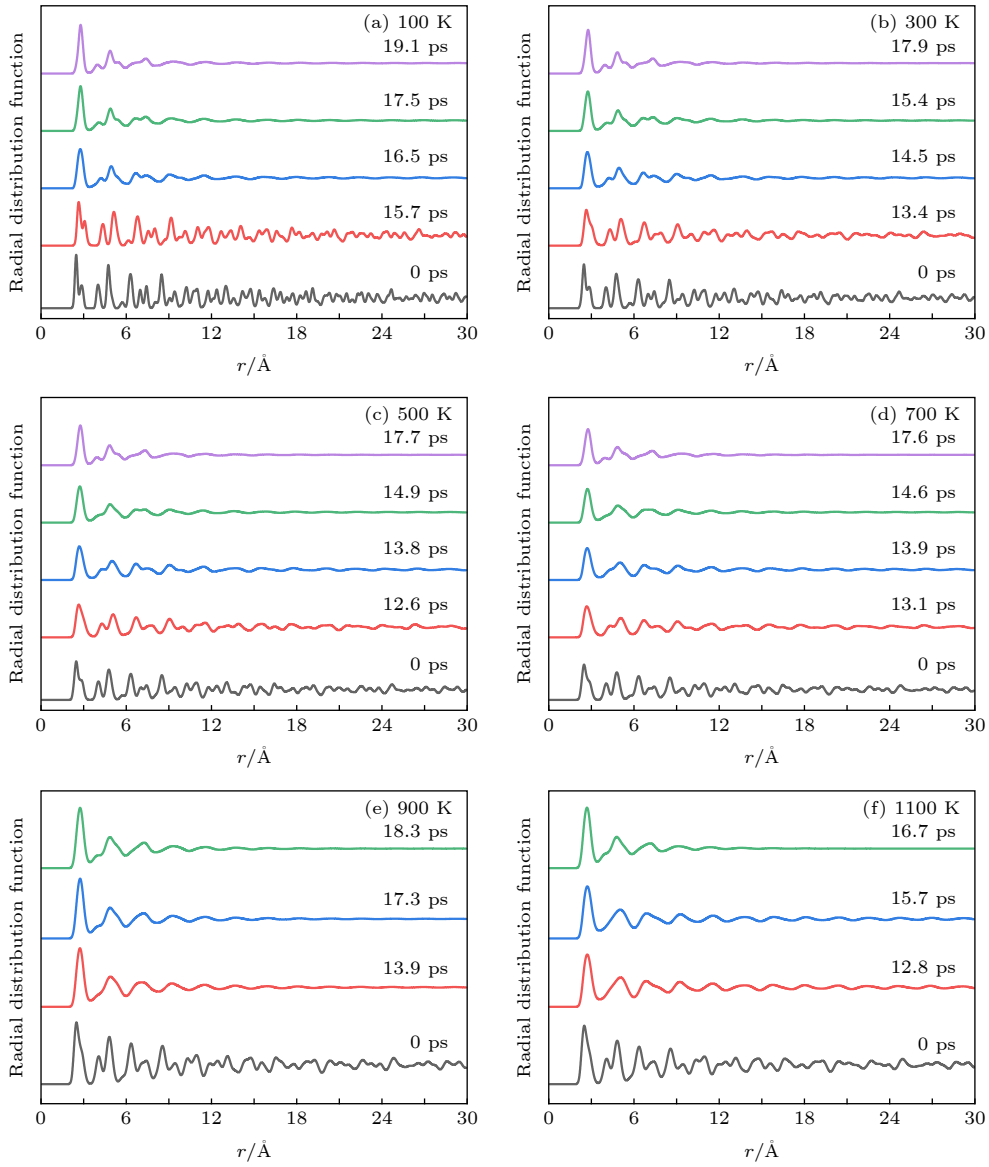 (a) 100 K
19.1 ps
17.5 ps
16.5 ps
15.7 ps
0 ps
Radial distribution function
0 6 12 18 24 30
r/Å
(b) 300 K
17.9 ps
15.4 ps
14.5 ps
13.4 ps
0 ps
Radial distribution function
0 6 12 18 24 30
r/Å
(c) 500 K
17.7 ps
14.9 ps
13.8 ps
12.6 ps
0 ps
Radial distribution function
0 6 12 18 24 30
r/Å
(d) 700 K
17.6 ps
14.6 ps
13.9 ps
13.1 ps
0 ps
Radial distribution function
0 6 12 18 24 30
r/Å
(e) 900 K
18.3 ps
17.3 ps
13.9 ps
0 ps
Radial distribution function
0 6 12 18 24 30
r/Å
(f) 1100 K
16.7 ps
15.7 ps
12.8 ps
0 ps
Radial distribution function
0 6 12 18 24 30
r/Å